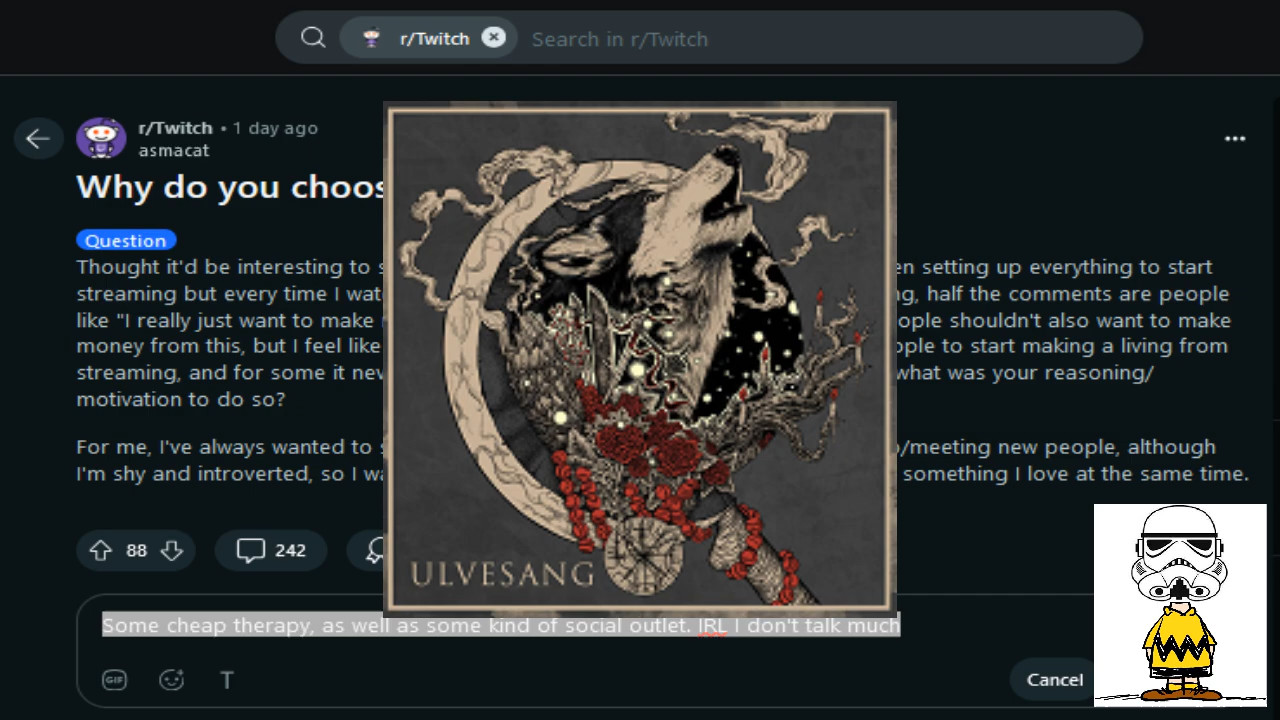 r/Twitch
Search in r/Twitch
r/Twitch • 1 day ago
asmacat
Why do you choos
Question
Thought it'd be interesting to s
en setting up everything to start
streaming but every time I wat
ng, half the comments are people
like "I really just want to make
ople shouldn't also want to make
money from this, but I feel like
ople to start making a living from
streaming, and for some it nev
what was your reasoning/
motivation to do so?
For me, I've always wanted to s
o/meeting new people, although
I'm shy and introverted, so I wa
something I love at the same time.
88
242
ULVESANG
Some cheap therapy, as well as some kind of social outlet. IRL I don't talk much
GIF
T
Cancel